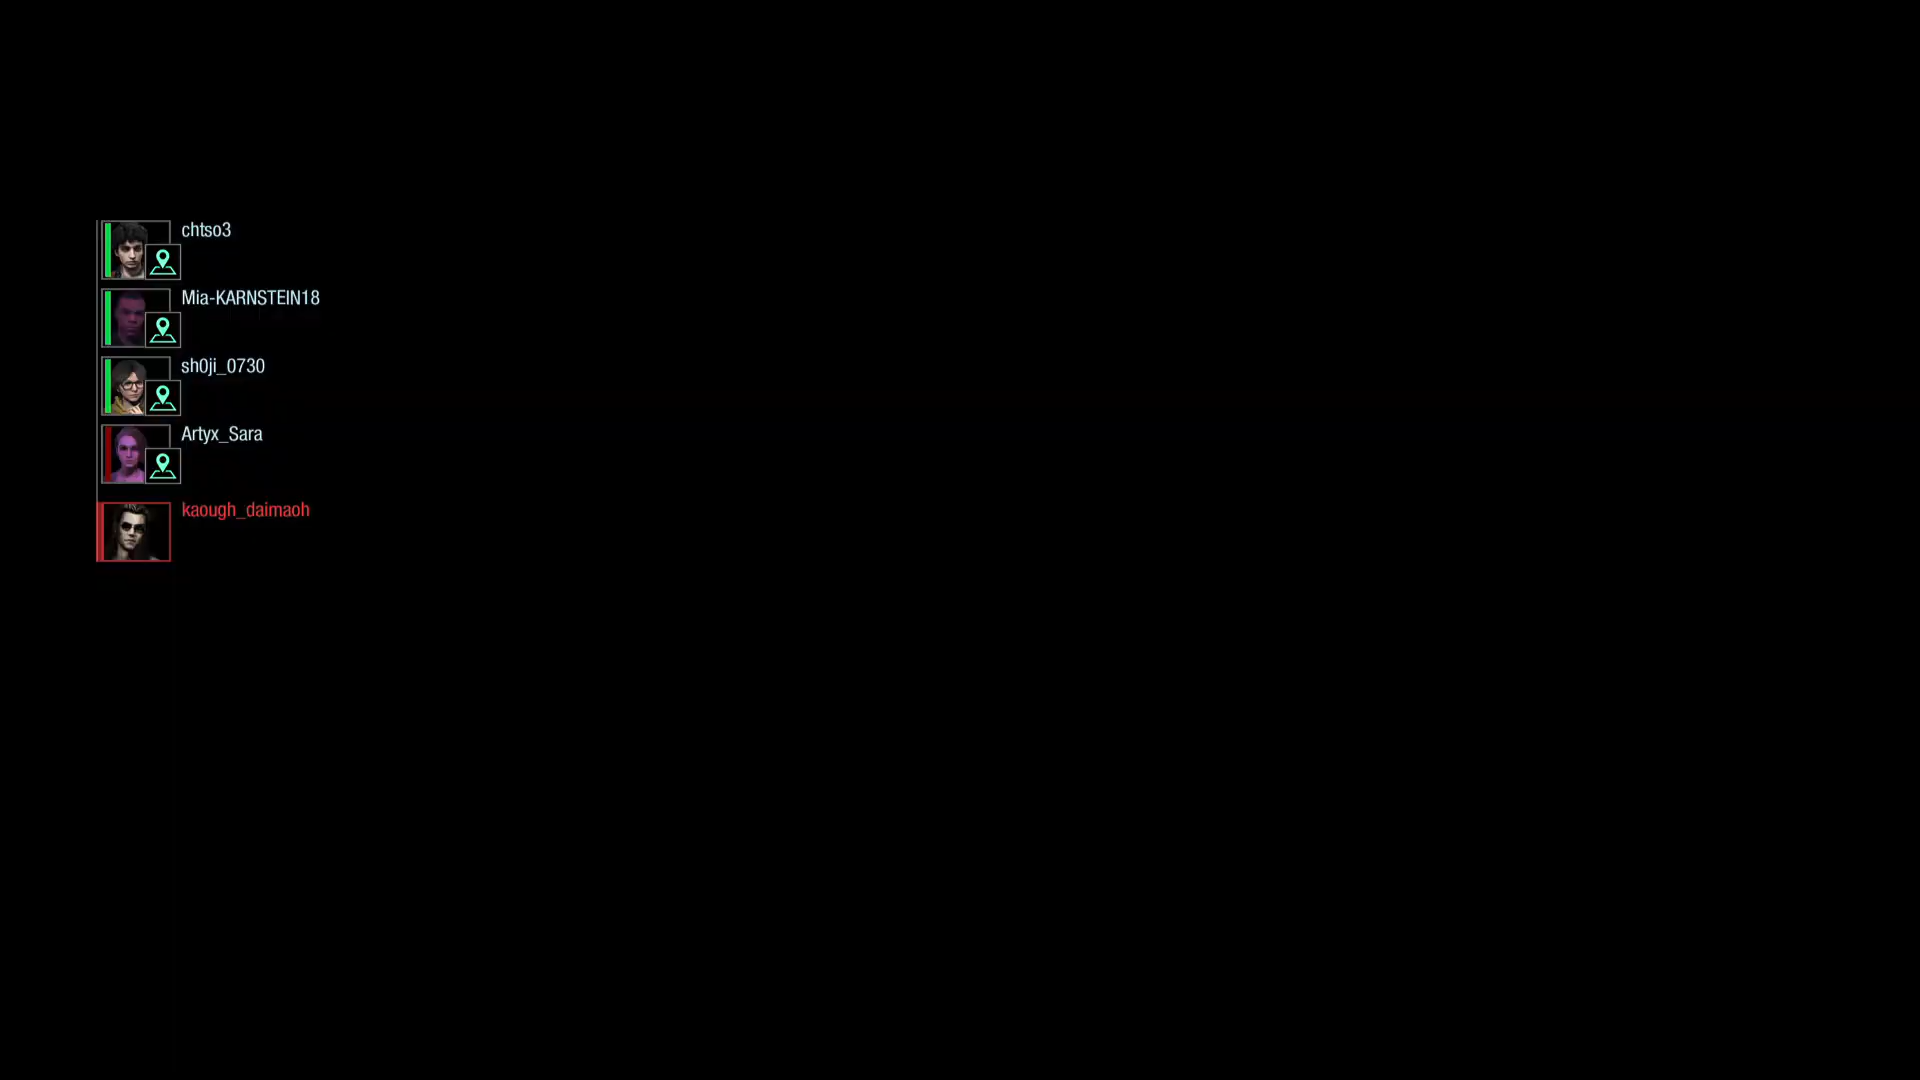 chtso3
Mia-KARNSTEIN18
sh0ji_0730
Artyx_Sara
kaough_daimaoh